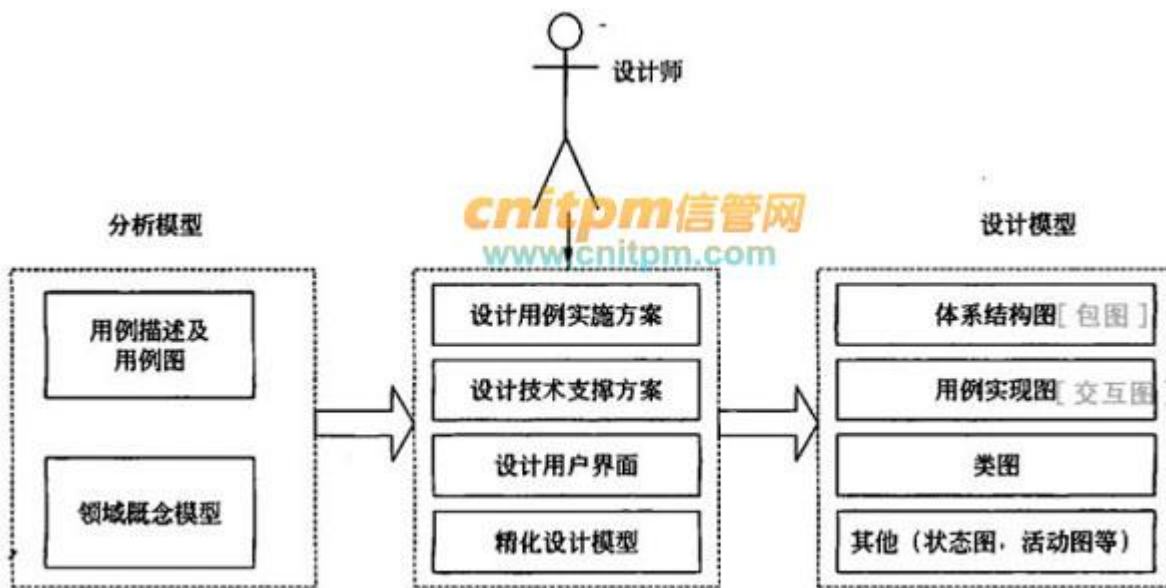 设计师
cnitpm信管网
www.cnitpm.com
分析模型
用例描述及
用例图
领域概念模型
设计用例实施方案
设计技术支撑方案
设计用户界面
精化设计模型
设计模型
体系结构图[ 包图 ]
用例实现图[ 交互图 ]
类图
其他（状态图，活动图等）